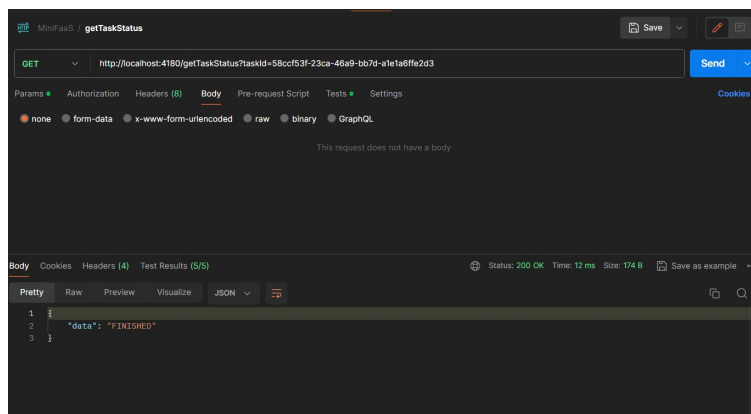 HTTP MiniFaaS / getTaskStatus Save
GET http://localhost:4180/getTaskStatus?taskId=58ccf53f-23ca-46a9-bb7d-a1e1a6ffe2d3 Send
Params Authorization Headers (8) Body Pre-request Script Tests Settings Cookies
none form-data x-www-form-urlencoded raw binary GraphQL
This request does not have a body
Body Cookies Headers (4) Test Results (5/5) Status: 200 OK Time: 12 ms Size: 174 B Save as example
Pretty Raw Preview Visualize JSON
1 {
2 "data": "FINISHED"
3 }